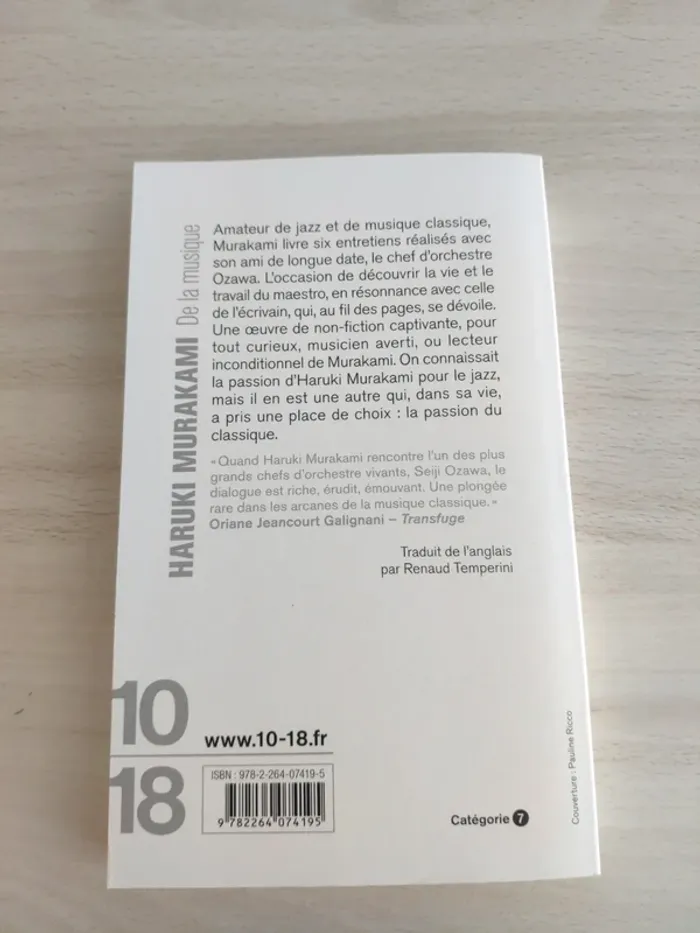 HARUKI MURAKAMI De la musique
Amateur de jazz et de musique classique,
Murakami livre six entretiens réalisés avec
son ami de longue date, le chef d'orchestre
Ozawa. L'occasion de découvrir la vie et le
travail du maestro, en résonnance avec celle
de l'écrivain, qui, au fil des pages, se dévoile.
Une œuvre de non-fiction captivante, pour
tout curieux, musicien averti, ou lecteur
inconditionnel de Murakami. On connaissait
la passion d'Haruki Murakami pour le jazz,
mais il en est une autre qui, dans sa vie,
a pris une place de choix : la passion du
classique.
« Quand Haruki Murakami rencontre l'un des plus
grands chefs d'orchestre vivants, Seiji Ozawa, le
dialogue est riche, érudit, émouvant. Une plongée
rare dans les arcanes de la musique classique. »
Oriane Jeancourt Galignani – Transfuge
Traduit de l'anglais
par Renaud Temperini
10
18
www.10-18.fr
ISBN : 978-2-264-07419-5
9 782264 074195
Catégorie 7
Couverture : Pauline Ricco